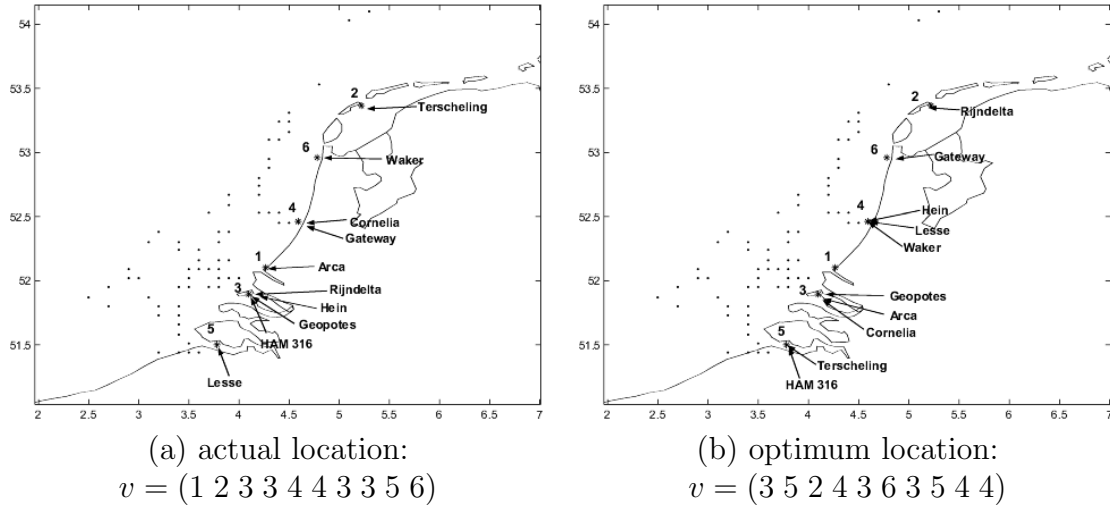 54
53.5
2
Terscheling
53
6
Waker
52.5
4
Cornelia
Gateway
1
Arca
52
3
Rijndelta
Hein
Geopotes
HAM 316
51.5
5
Lesse
2 2.5 3 3.5 4 4.5 5 5.5 6 6.5 7
(a) actual location:
v = (1 2 3 3 4 4 3 3 5 6)
54
53.5
2
Rijndelta
53
6
Gateway
52.5
4
Hein
Lesse
Waker
1
52
3
Geopotes
Arca
Cornelia
51.5
5
Terscheling
HAM 316
2 2.5 3 3.5 4 4.5 5 5.5 6 6.5 7
(b) optimum location:
v = (3 5 2 4 3 6 3 5 4 4)